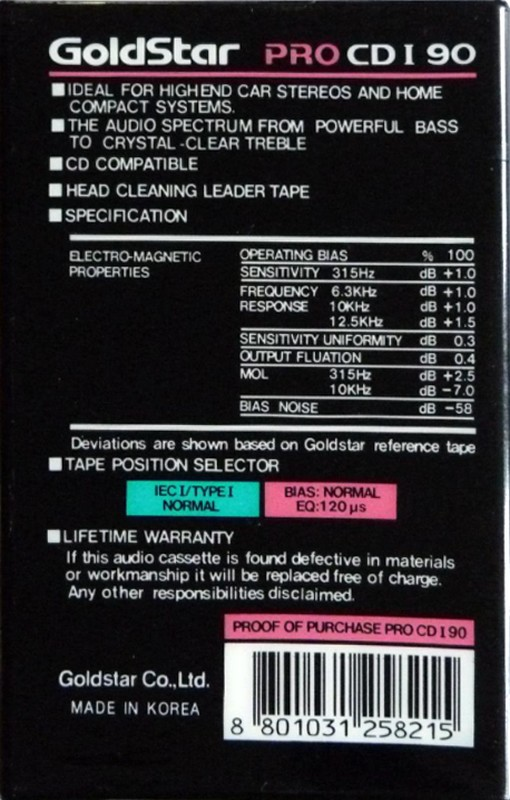 GoldStar PRO CD I 90
■ IDEAL FOR HIGHEND CAR STEREOS AND HOME
COMPACT SYSTEMS.
■ THE AUDIO SPECTRUM FROM POWERFUL BASS
TO CRYSTAL-CLEAR TREBLE
■ CD COMPATIBLE
■ HEAD CLEANING LEADER TAPE
■ SPECIFICATION
ELECTRO-MAGNETIC
PROPERTIES
OPERATING BIAS % 100
SENSITIVITY 315Hz dB +1.0
FREQUENCY 6.3KHz dB +1.0
RESPONSE 10KHz dB +1.0
12.5KHz dB +1.5
SENSITIVITY UNIFORMITY dB 0.3
OUTPUT FLUATION dB 0.4
MOL 315Hz dB +2.5
10KHz dB -7.0
BIAS NOISE dB -58
Deviations are shown based on Goldstar reference tape
■ TAPE POSITION SELECTOR
IEC I/TYPE I
NORMAL
BIAS: NORMAL
EQ:120 µs
■ LIFETIME WARRANTY
If this audio cassette is found defective in materials
or workmanship it will be replaced free of charge.
Any other responsibilities disclaimed.
PROOF OF PURCHASE PRO CD I 90
Goldstar Co.,Ltd.
MADE IN KOREA
8 801031 258215